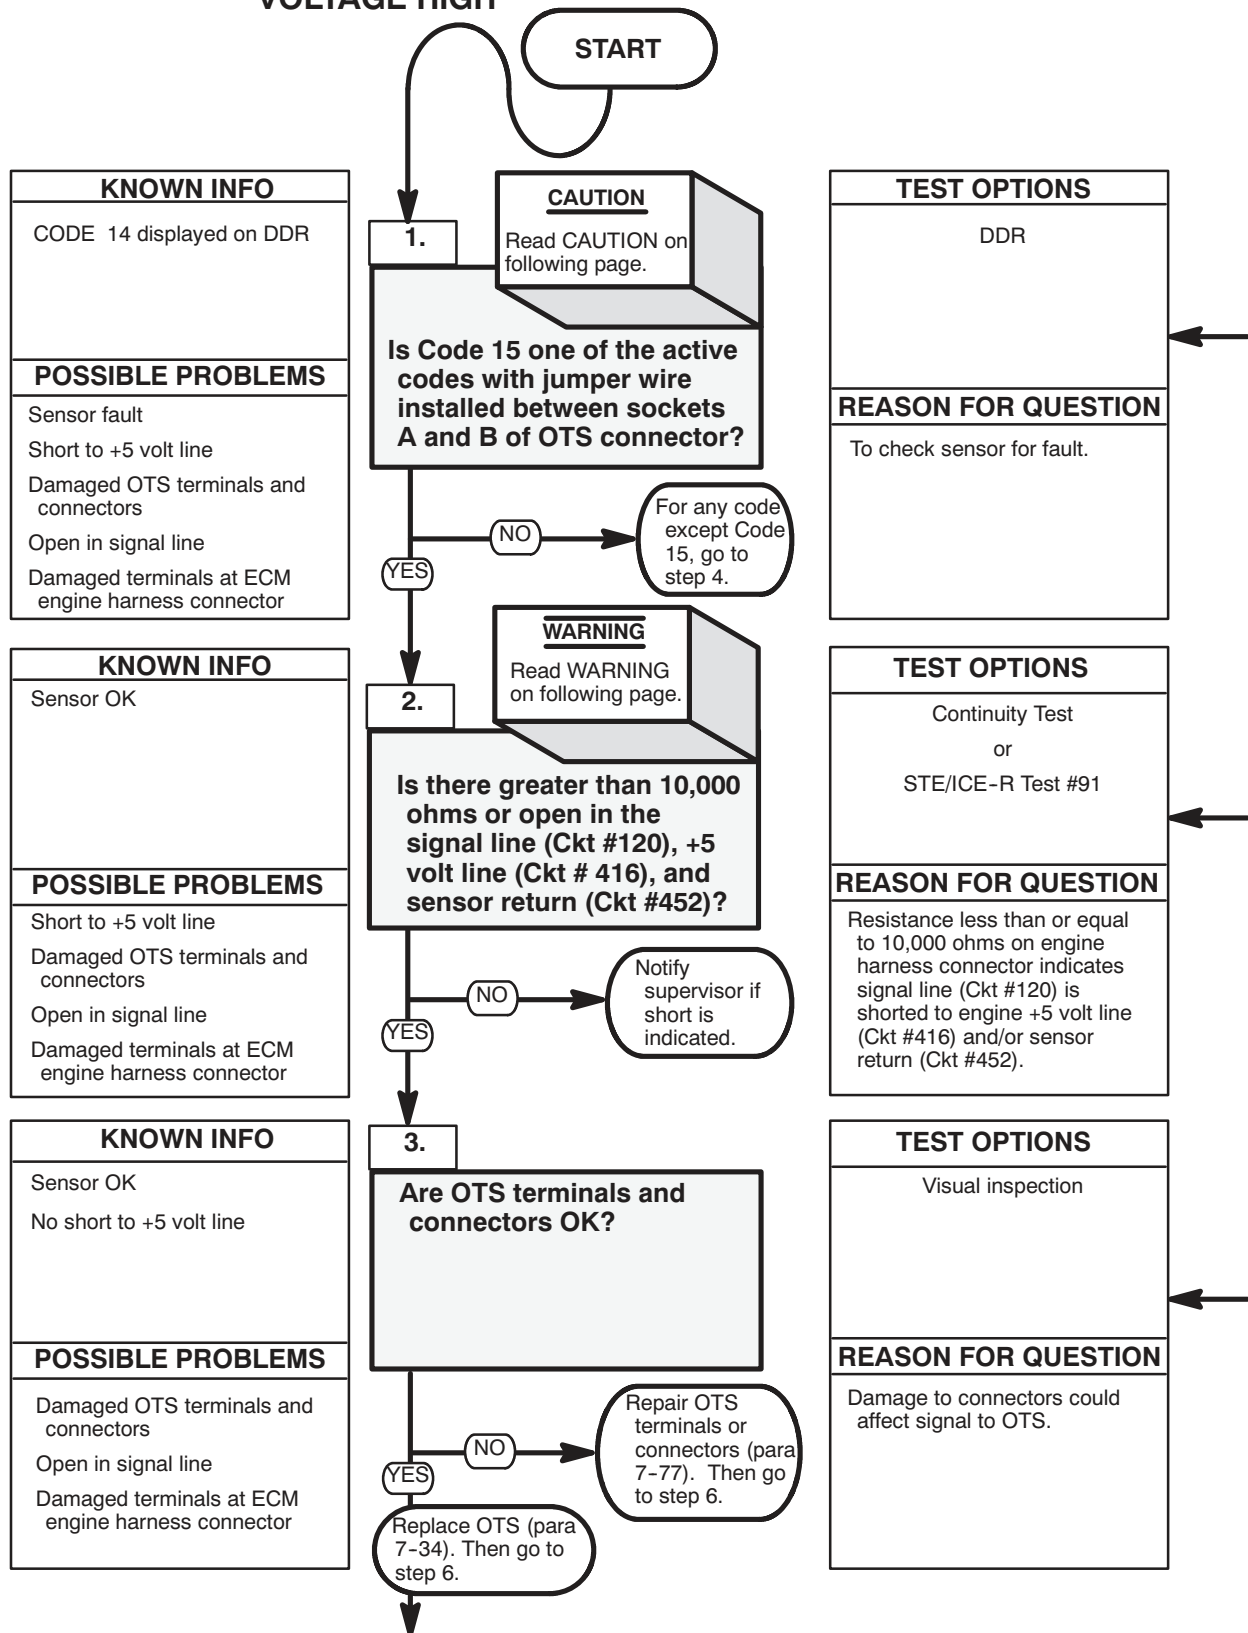 VOLTAGE HIGH
START
KNOWN INFO
CODE 14 displayed on DDR
POSSIBLE PROBLEMS
Sensor fault
Short to +5 volt line
Damaged OTS terminals and
connectors
Open in signal line
Damaged terminals at ECM
engine harness connector
CAUTION
Read CAUTION on
following page.
1.
Is Code 15 one of the active
codes with jumper wire
installed between sockets
A and B of OTS connector?
NO
For any code
except Code
15, go to
step 4.
YES
TEST OPTIONS
DDR
REASON FOR QUESTION
To check sensor for fault.
KNOWN INFO
Sensor OK
POSSIBLE PROBLEMS
Short to +5 volt line
Damaged OTS terminals and
connectors
Open in signal line
Damaged terminals at ECM
engine harness connector
WARNING
Read WARNING
on following page.
2.
Is there greater than 10,000
ohms or open in the
signal line (Ckt #120), +5
volt line (Ckt # 416), and
sensor return (Ckt #452)?
NO
Notify
supervisor if
short is
indicated.
YES
TEST OPTIONS
Continuity Test
or
STE/ICE-R Test #91
REASON FOR QUESTION
Resistance less than or equal
to 10,000 ohms on engine
harness connector indicates
signal line (Ckt #120) is
shorted to engine +5 volt line
(Ckt #416) and/or sensor
return (Ckt #452).
KNOWN INFO
Sensor OK
No short to +5 volt line
POSSIBLE PROBLEMS
Damaged OTS terminals and
connectors
Open in signal line
Damaged terminals at ECM
engine harness connector
3.
Are OTS terminals and
connectors OK?
NO
Repair OTS
terminals or
connectors (para
7-77). Then go
to step 6.
YES
Replace OTS (para
7-34). Then go to
step 6.
TEST OPTIONS
Visual inspection
REASON FOR QUESTION
Damage to connectors could
affect signal to OTS.